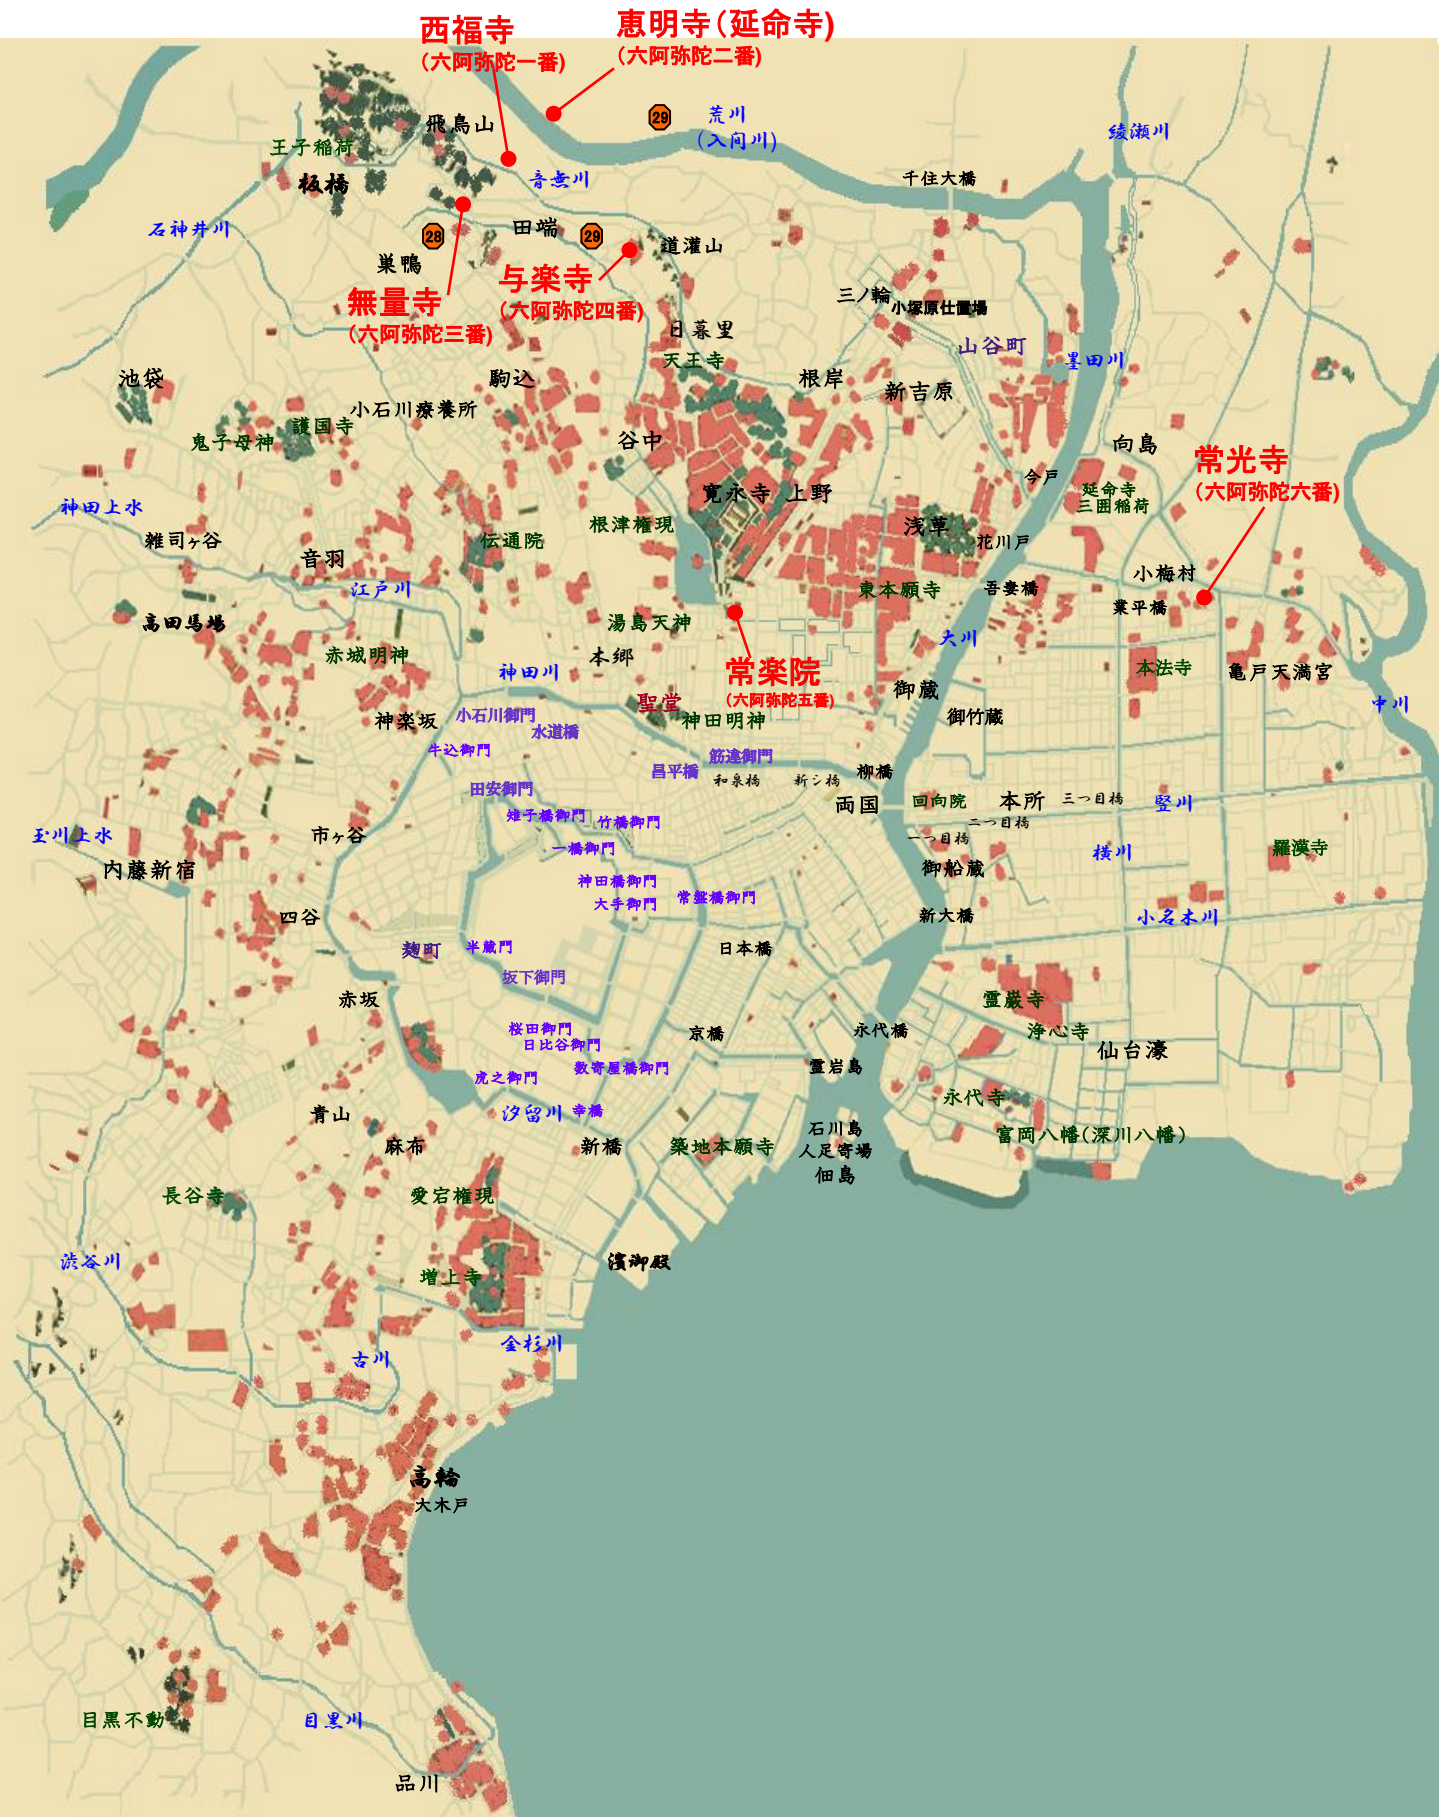 西福寺
（六阿弥陀一番）
恵明寺（延命寺）
（六阿弥陀二番）
29
荒川
（入间川）
綾瀬川
飛鳥山
王子稲荷
板橋
音無川
千住大橋
石神井川
28
田端
29
道灌山
巣鴨
与楽寺
（六阿弥陀四番）
無量寺
（六阿弥陀三番）
三ノ輪
小塚原仕置場
日暮里
天王寺
山谷町
墨田川
池袋
駒込
根岸
新吉原
小石川療養所
護国寺
鬼子母神
谷中
向島
常光寺
（六阿弥陀六番）
今戸
延命寺
三囲稲荷
寛永寺
上野
神田上水
雑司ヶ谷
伝通院
根津権現
浅草
花川戸
音羽
小梅村
江戸川
東本願寺
吾妻橋
業平橋
高田馬場
湯島天神
大川
赤城明神
本郷
神田川
常楽院
（六阿弥陀五番）
本法寺
亀戸天満宮
御蔵
聖堂
中川
神楽坂
小石川御門
水道橋
神田明神
御竹蔵
牛込御門
筋違御門
昌平橋
和泉橋
新シ橋
柳橋
田安御門
両国
回向院
本所
三つ目橋
竪川
雉子橋御門
竹橋御門
二つ目橋
玉川上水
市ヶ谷
一つ目橋
一橋御門
横川
羅漢寺
内藤新宿
御船蔵
神田橋御門
常盤橋御門
大手御門
四谷
新大橋
小名木川
麹町
半蔵門
日本橋
坂下御門
赤坂
霊巌寺
桜田御門
京橋
永代橋
浄心寺
日比谷御門
仙台濠
数寄屋橋御門
霊岩島
虎之御門
永代寺
青山
汐留川
幸橋
石川島
富岡八幡（深川八幡）
麻布
新橋
築地本願寺
人足寄場
佃島
長谷寺
愛宕権現
渋谷川
濱御殿
増上寺
金杉川
古川
高輪
大木戸
目黒不動
目黒川
品川